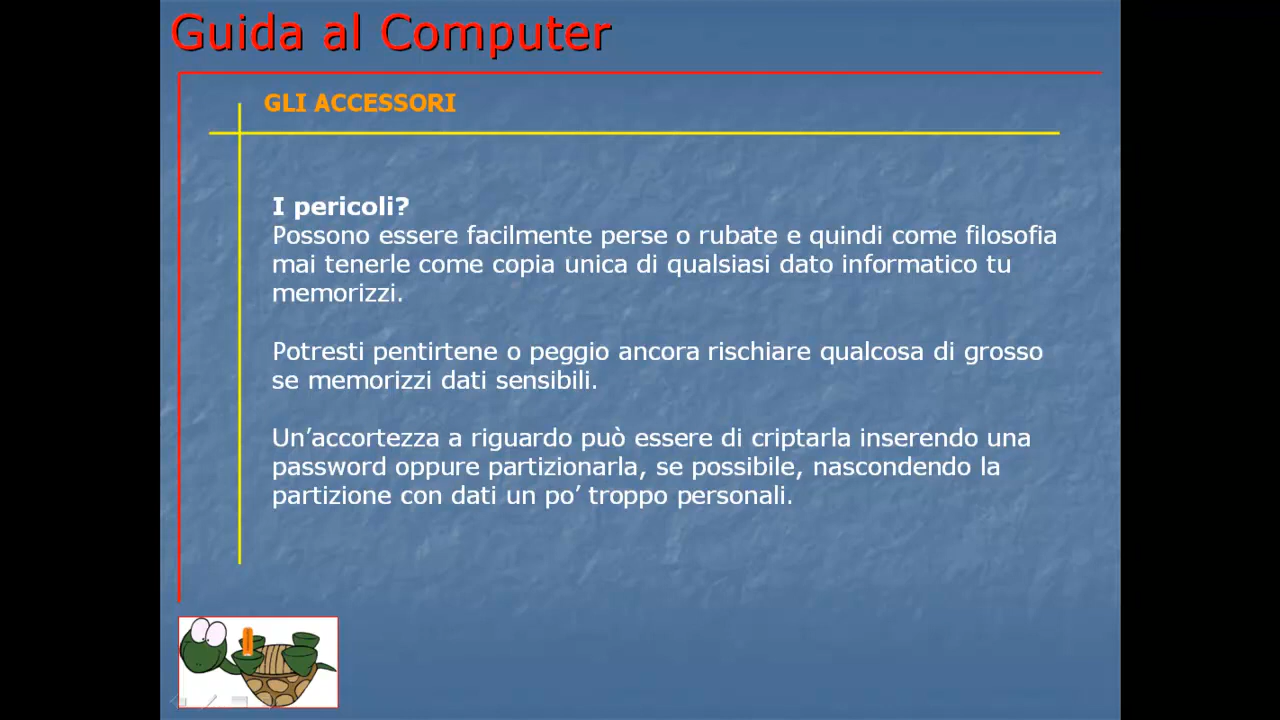 Guida al Computer
GLI ACCESSORI
I pericoli?
Possono essere facilmente perse o rubate e quindi come filosofia
mai tenerle come copia unica di qualsiasi dato informatico tu
memorizzi.
Potresti pentirtene o peggio ancora rischiare qualcosa di grosso
se memorizzi dati sensibili.
Un’accortezza a riguardo può essere di criptarla inserendo una
password oppure partizionarla, se possibile, nascondendo la
partizione con dati un po’ troppo personali.